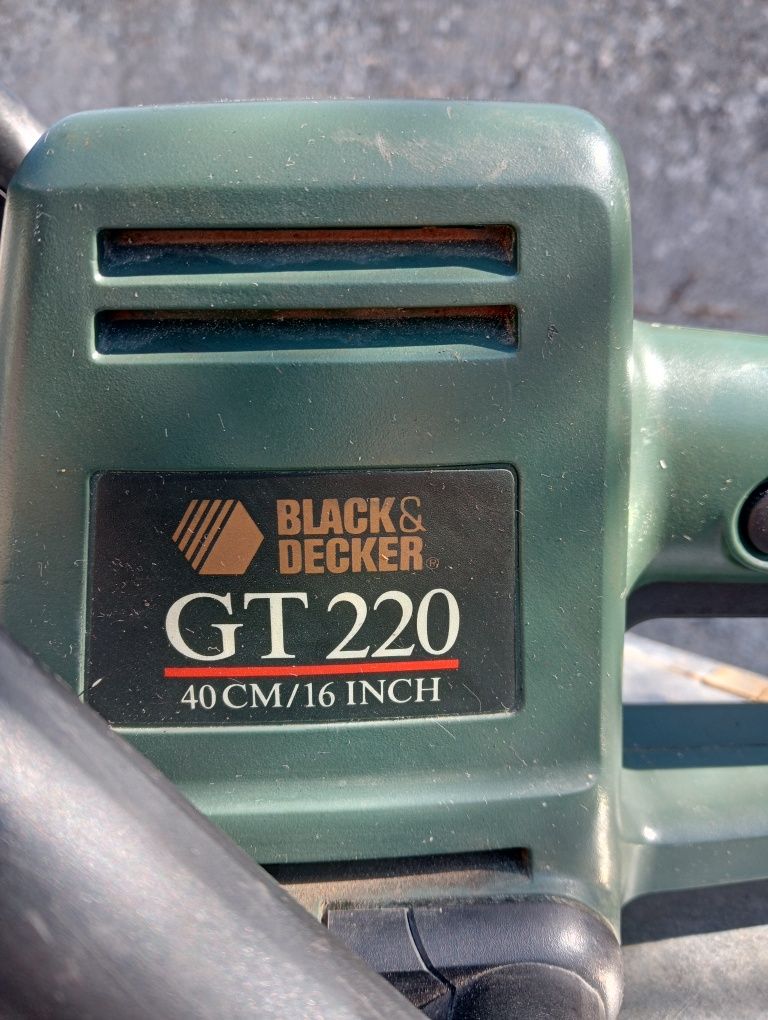 BLACK&
DECKER®
GT 220
40 CM/16 INCH